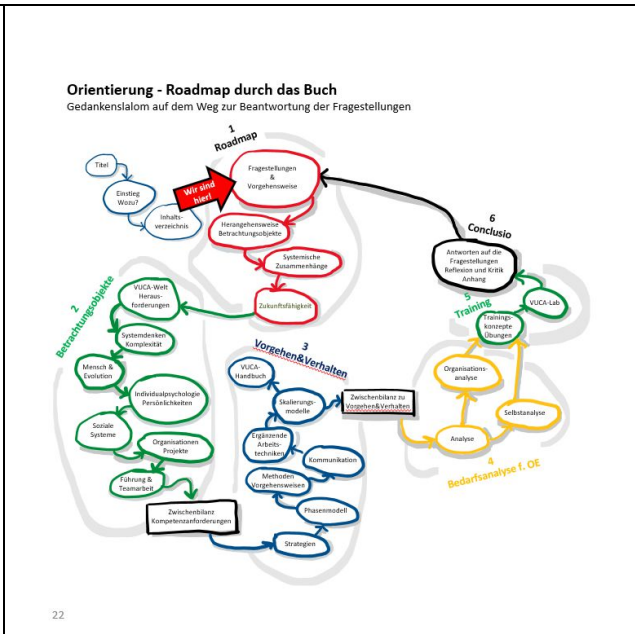 Orientierung - Roadmap durch das Buch
Gedankenslalom auf dem Weg zur Beantwortung der Fragestellungen
1
Roadmap
Titel
Einstieg
Wozu?
Inhalts-
verzeichnis
Wir sind
hier!
Fragestellungen
&
Vorgehensweise
Herangehensweise
Betrachtungsobjekte
Systemische
Zusammenhänge
Zukunftsfähigkeit
2
Betrachtungsobjekte
VUCA-Welt
Heraus-
forderungen
Systemdenken
Komplexität
Mensch &
Evolution
Individualpsychologie
Persönlichkeiten
Soziale
Systeme
Organisationen
Projekte
Führung &
Teamarbeit
Zwischenbilanz
Kompetenzanforderungen
3
Vorgehen&Verhalten
Strategien
Phasenmodell
Methoden
Vorgehensweisen
Kommunikation
Ergänzende
Arbeits-
techniken
Skalierungs-
modelle
VUCA-
Handbuch
Zwischenbilanz zu
Vorgehen&Verhalten
4
Bedarfsanalyse f. OE
Analyse
Organisations-
analyse
Selbstanalyse
5
Training
Trainings-
konzepte
Übungen
VUCA-Lab
6
Conclusio
Antworten auf die
Fragestellungen
Reflexion und Kritik
Anhang
22